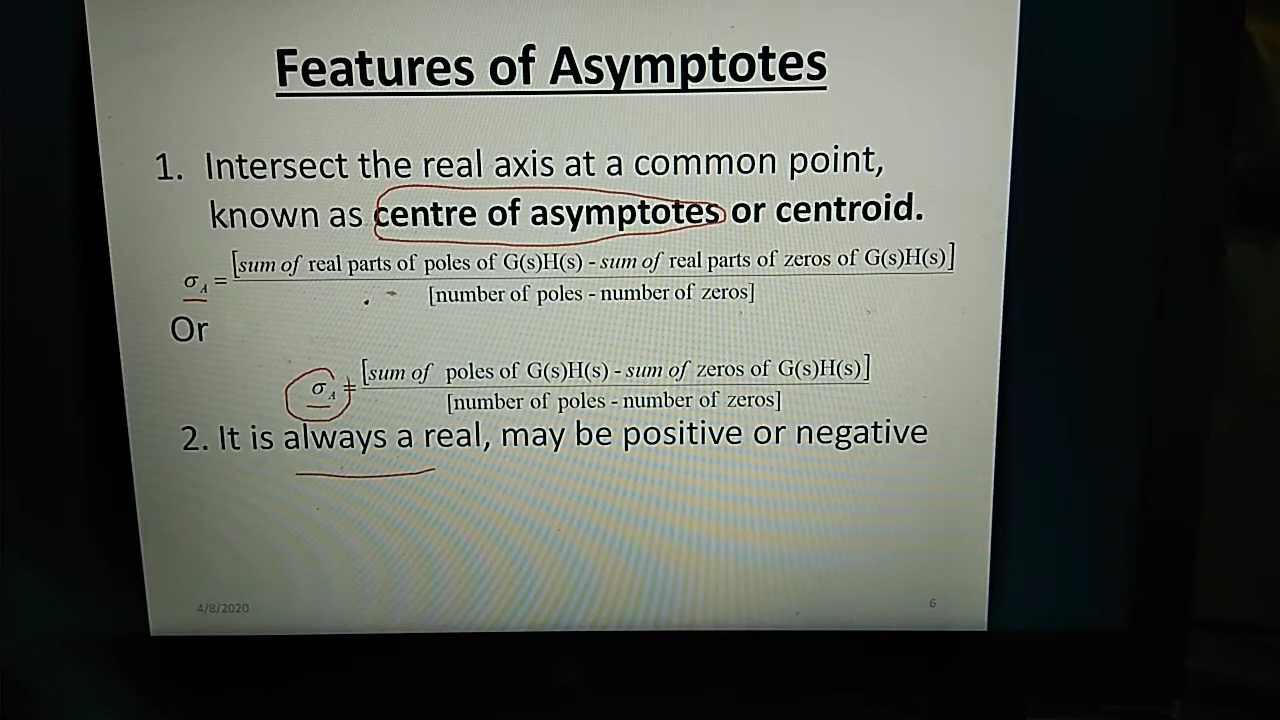 Features of Asymptotes
1. Intersect the real axis at a common point,
known as centre of asymptotes or centroid.
σ_A = [sum of real parts of poles of G(s)H(s) - sum of real parts of zeros of G(s)H(s)] / [number of poles - number of zeros]
Or
σ_A = [sum of poles of G(s)H(s) - sum of zeros of G(s)H(s)] / [number of poles - number of zeros]
2. It is always a real, may be positive or negative
4/8/2020
6